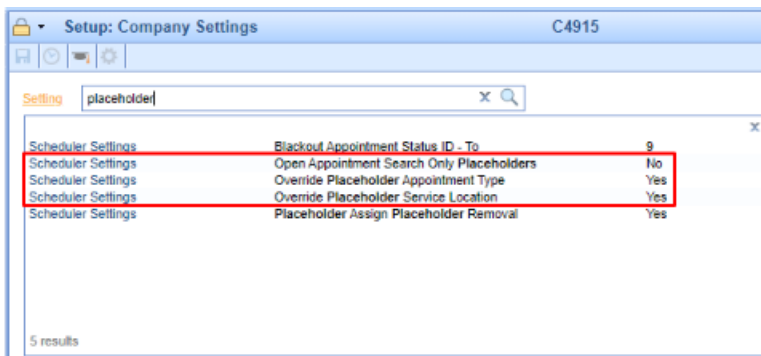 Setup: Company Settings C4915
Setting placeholder x
x
Scheduler Settings Blackout Appointment Status ID - To 9
Scheduler Settings Open Appointment Search Only Placeholders No
Scheduler Settings Override Placeholder Appointment Type Yes
Scheduler Settings Override Placeholder Service Location Yes
Scheduler Settings Placeholder Assign Placeholder Removal Yes
5 results